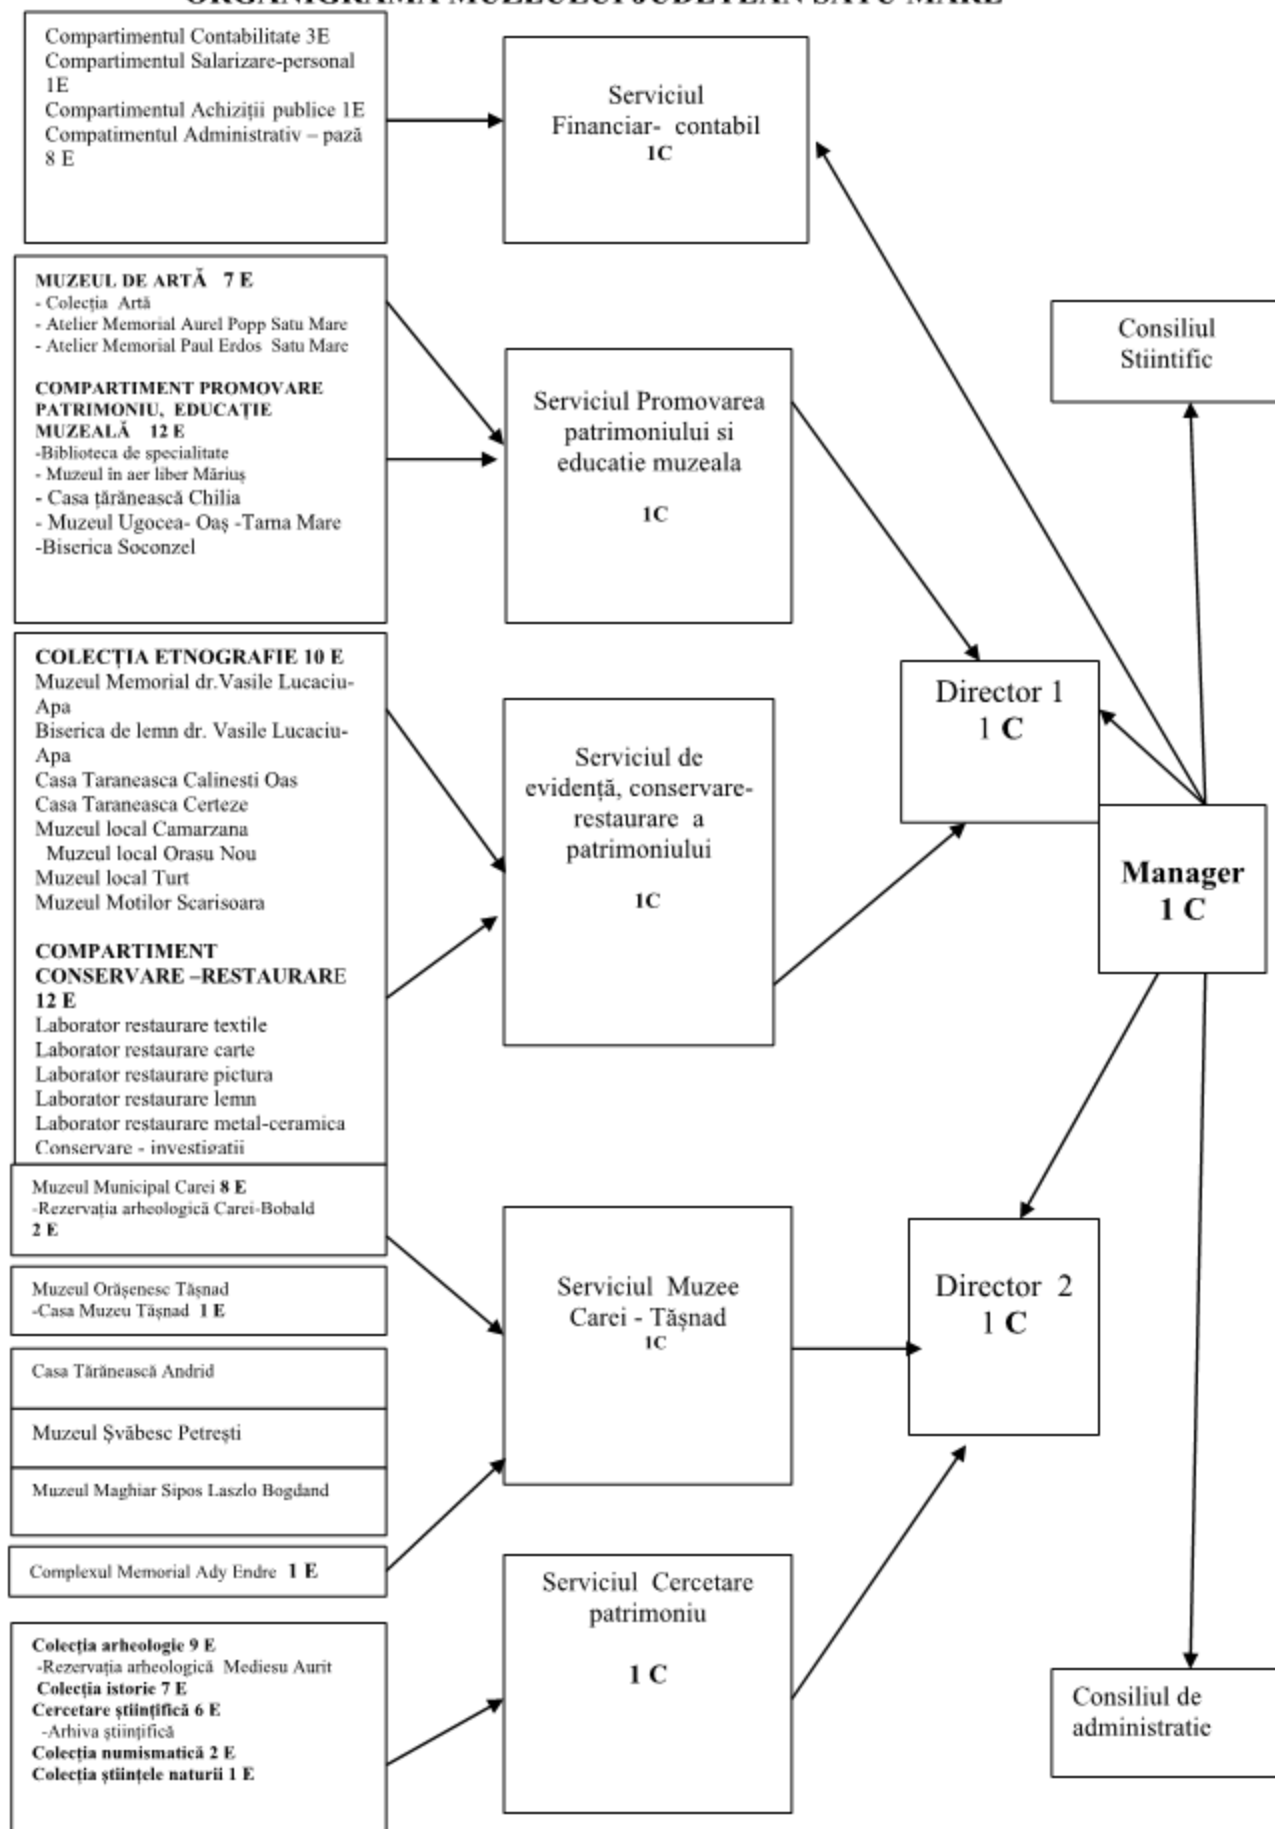 ORGANIGRAMA MUZEULUI JUDEȚEAN SATU MARE
Compartimentul Contabilitate 3E
Compartimentul Salarizare-personal
1E
Compartimentul Achiziții publice 1E
Compatimentul Administrativ – pază
8 E
Serviciul
Financiar- contabil
1C
MUZEUL DE ARTĂ 7 E
- Colecția Artă
- Atelier Memorial Aurel Popp Satu Mare
- Atelier Memorial Paul Erdos Satu Mare
COMPARTIMENT PROMOVARE
PATRIMONIU, EDUCAȚIE
MUZEALĂ 12 E
-Biblioteca de specialitate
- Muzeul în aer liber Măriuș
- Casa țărănească Chilia
- Muzeul Ugocea- Oaș -Tarna Mare
-Biserica Soconzel
Serviciul Promovarea
patrimoniului si
educatie muzeala
1C
Consiliul
Stiintific
COLECȚIA ETNOGRAFIE 10 E
Muzeul Memorial dr.Vasile Lucaciu-
Apa
Biserica de lemn dr. Vasile Lucaciu-
Apa
Casa Taraneasca Calinesti Oas
Casa Taraneasca Certeze
Muzeul local Camarzana
Muzeul local Orasu Nou
Muzeul local Turt
Muzeul Motilor Scarisoara
COMPARTIMENT
CONSERVARE –RESTAURARE
12 E
Laborator restaurare textile
Laborator restaurare carte
Laborator restaurare pictura
Laborator restaurare lemn
Laborator restaurare metal-ceramica
Conservare - investigatii
Serviciul de
evidență, conservare-
restaurare a
patrimoniului
1C
Director 1
1 C
Manager
1 C
Muzeul Municipal Carei 8 E
-Rezervația arheologică Carei-Bobald
2 E
Muzeul Orășenesc Tășnad
-Casa Muzeu Tășnad 1 E
Casa Tărănească Andrid
Muzeul Șvăbesc Petrești
Muzeul Maghiar Sipos Laszlo Bogdand
Complexul Memorial Ady Endre 1 E
Serviciul Muzee
Carei - Tășnad
1C
Director 2
1 C
Colecția arheologie 9 E
-Rezervația arheologică Mediesu Aurit
Colecția istorie 7 E
Cercetare științifică 6 E
-Arhiva științifică
Colecția numismatică 2 E
Colecția științele naturii 1 E
Serviciul Cercetare
patrimoniu
1 C
Consiliul de
administratie